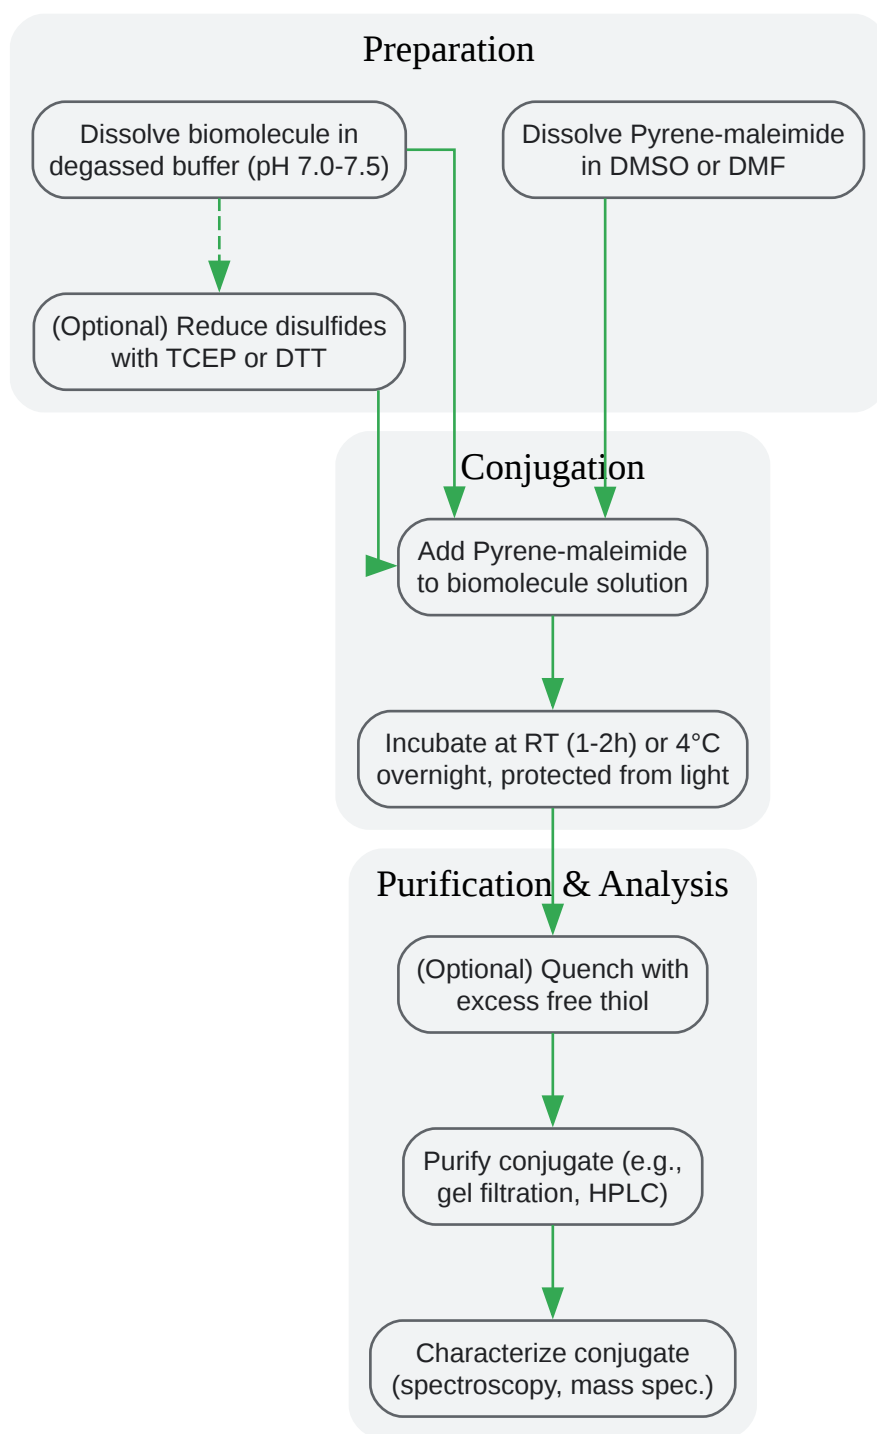 Preparation
Dissolve biomolecule in
degassed buffer (pH 7.0-7.5)
Dissolve Pyrene-maleimide
in DMSO or DMF
(Optional) Reduce disulfides
with TCEP or DTT
Conjugation
Add Pyrene-maleimide
to biomolecule solution
Incubate at RT (1-2h) or 4°C
overnight, protected from light
Purification & Analysis
(Optional) Quench with
excess free thiol
Purify conjugate (e.g.,
gel filtration, HPLC)
Characterize conjugate
(spectroscopy, mass spec.)